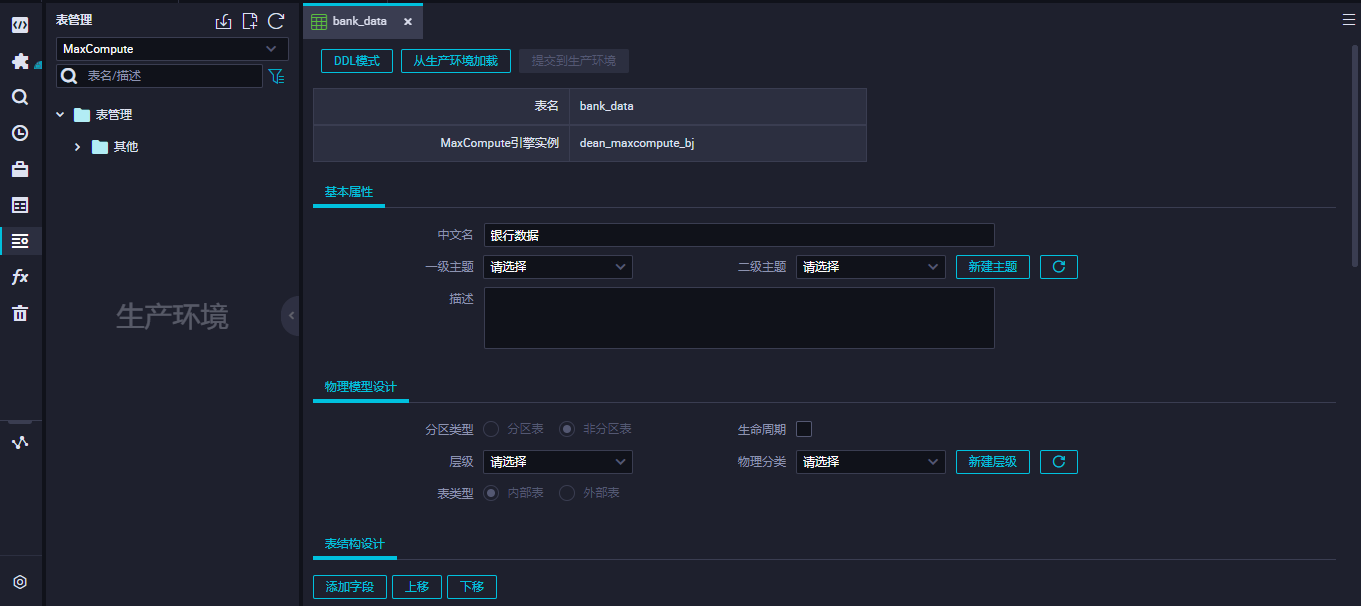 表管理
MaxCompute
表名/描述
表管理
其他
生产环境
bank_data
DDL模式 从生产环境加载 提交到生产环境
表名 bank_data
MaxCompute引擎实例 dean_maxcompute_bj
基本属性
中文名 银行数据
一级主题 请选择 二级主题 请选择 新建主题
描述
物理模型设计
分区类型 分区表 非分区表 生命周期
层级 请选择 物理分类 请选择 新建层级
表类型 内部表 外部表
表结构设计
添加字段 上移 下移